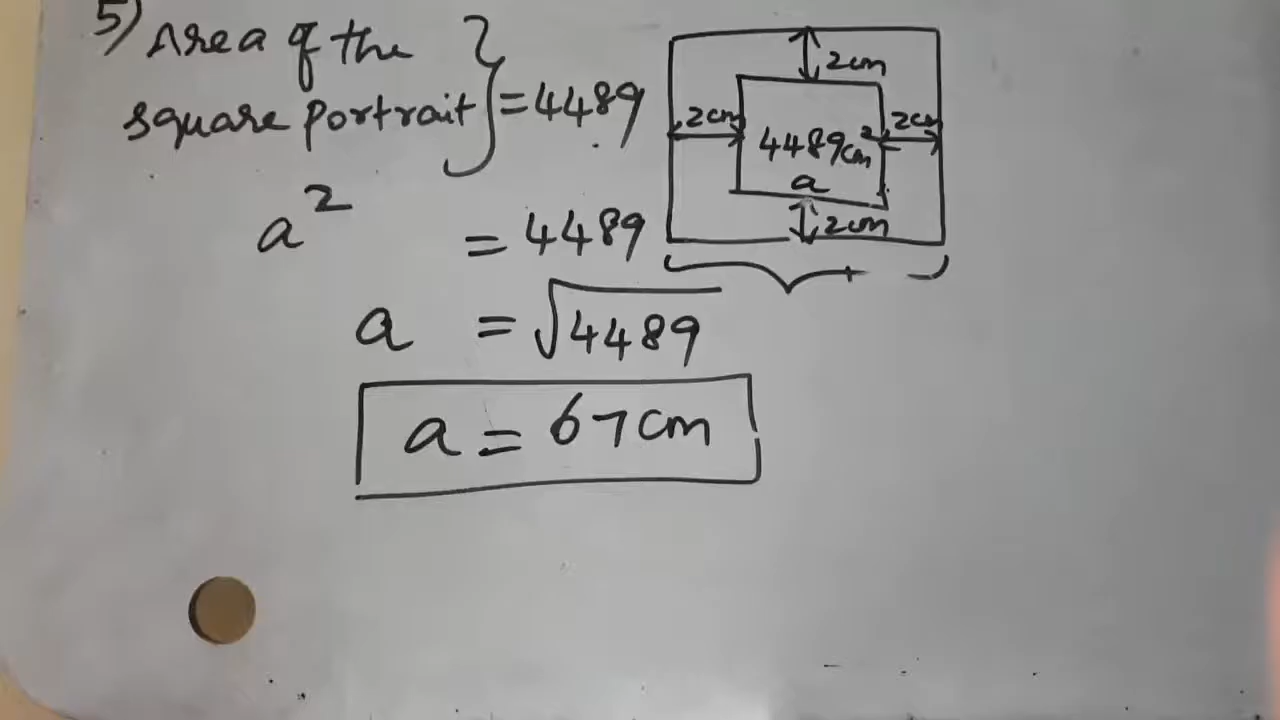 5) Area of the
square portrait } = 4489
a² = 4489
a = √4489
a = 67cm
2cm
2cm 2cm
4489cm²
a
2cm